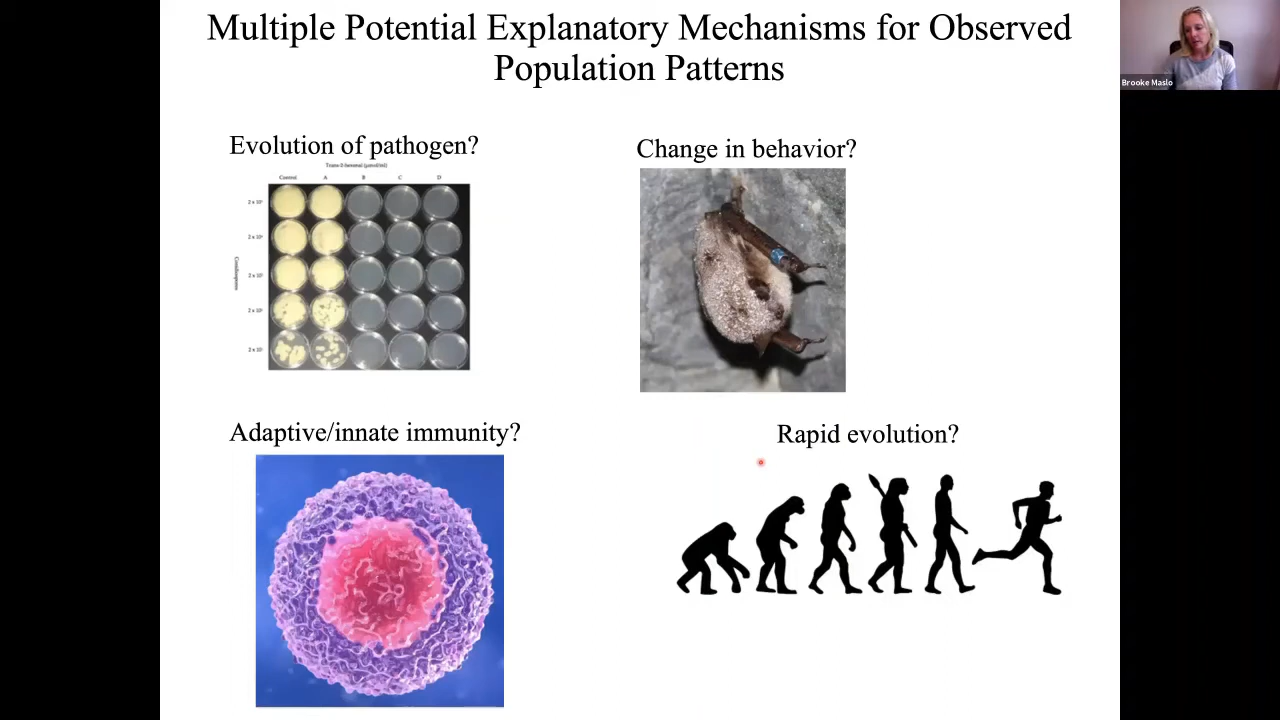 Multiple Potential Explanatory Mechanisms for Observed
Population Patterns
Brooke Maslo
Evolution of pathogen?
Change in behavior?
Control
A
B
C
D
Adaptive/innate immunity?
Rapid evolution?